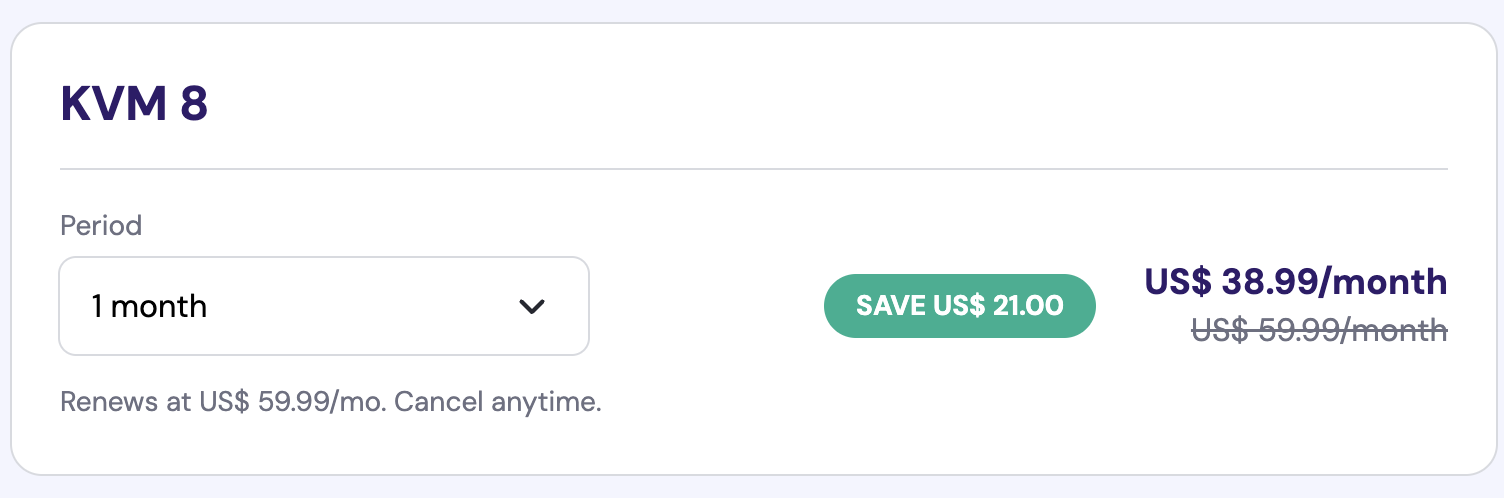 KVM 8
Period
1 month
SAVE US$ 21.00
US$ 38.99/month
US$ 59.99/month
Renews at US$ 59.99/mo. Cancel anytime.